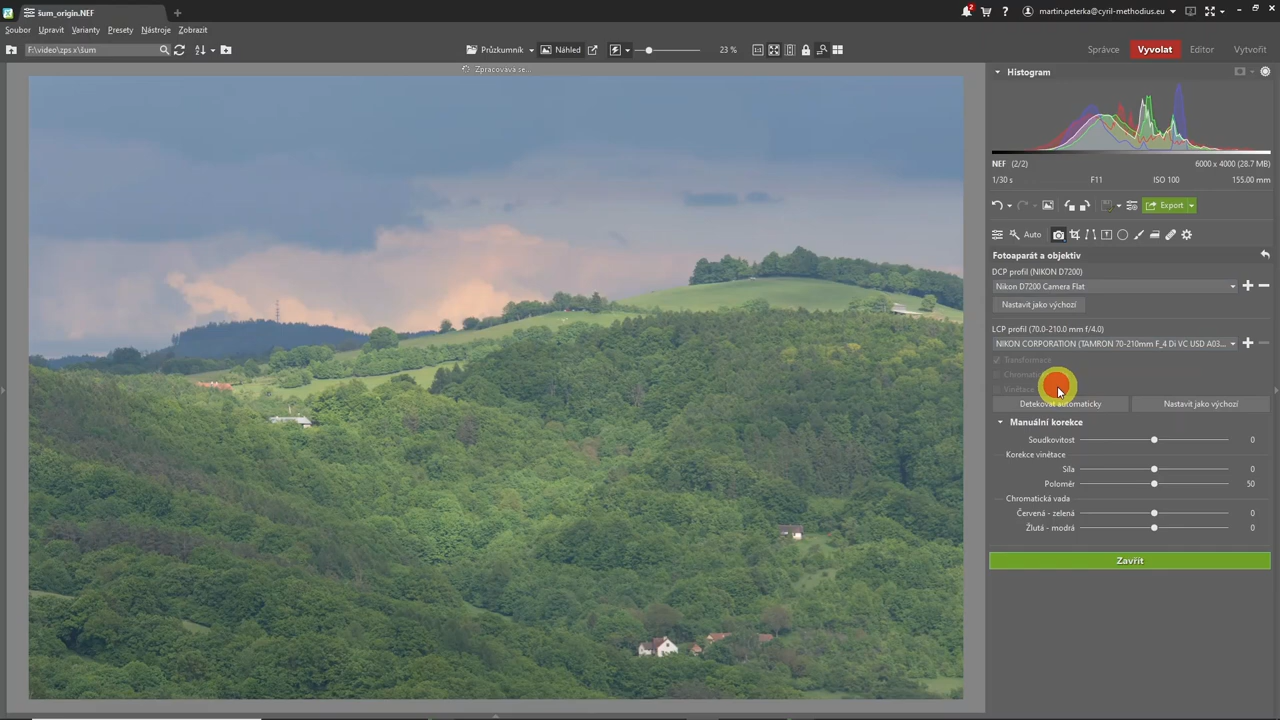 šum_origin.NEF
2
martin.peterka@cyril-methodius.eu
Soubor Upravit Varianty Presety Nástroje Zobrazit
F:\video\zps x\šum
Průzkumník
Náhled
23 %
Správce
Vyvolat
Editor
Vytvořit
Zpracovává se...
Histogram
NEF (2/2)
6000 x 4000 (28.7 MB)
1/30 s
F11
ISO 100
155.00 mm
Export
Auto
Fotoaparát a objektiv
DCP profil (NIKON D7200)
Nikon D7200 Camera Flat
Nastavit jako výchozí
LCP profil (70.0-210.0 mm f/4.0)
NIKON CORPORATION (TAMRON 70-210mm F_4 Di VC USD A03...
Transformace
Vinětace
Detekovat automaticky
Nastavit jako výchozí
Manuální korekce
Soudkovitost 0
Korekce vinětace
Síla 0
Poloměr 50
Chromatická vada
Červená - zelená 0
Žlutá - modrá 0
Zavřít